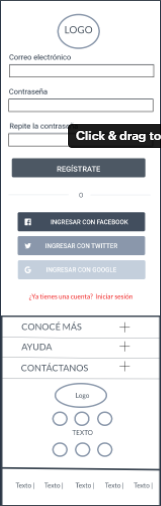 LOGO
Correo electrónico
Contraseña
Repite la contraseña
Click & drag to
REGÍSTRATE
O
INGRESAR CON FACEBOOK
INGRESAR CON TWITTER
INGRESAR CON GOOGLE
¿Ya tienes una cuenta? Iniciar sesión
CONOCÉ MÁS
AYUDA
CONTÁCTANOS
Logo
TEXTO
Texto | Texto | Texto | Texto | Texto |